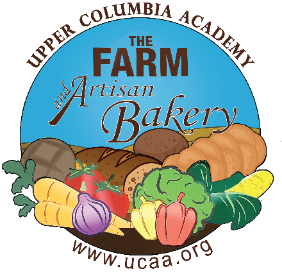 UPPER COLUMBIA ACADEMY
THE
FARM
and Artisan
Bakery
www.ucaa.org